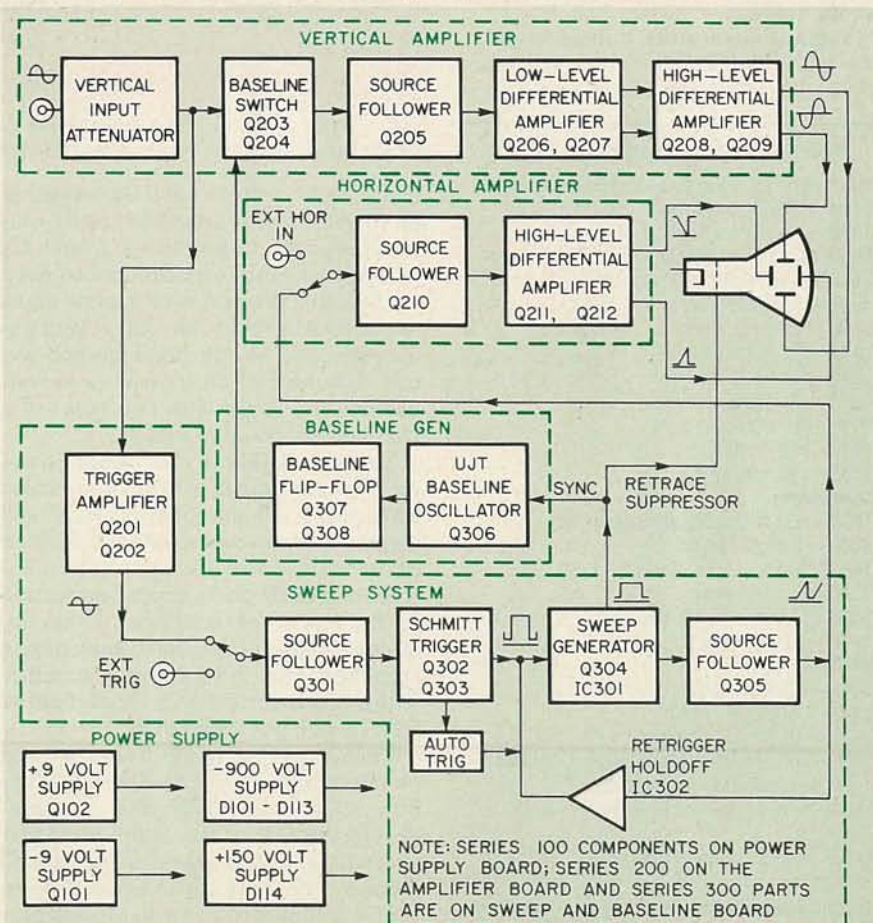 VERTICAL AMPLIFIER
VERTICAL
INPUT
ATTENUATOR
BASELINE
SWITCH
Q203
Q204
SOURCE
FOLLOWER
Q205
LOW-LEVEL
DIFFERENTIAL
AMPLIFIER
Q206, Q207
HIGH-LEVEL
DIFFERENTIAL
AMPLIFIER
Q208, Q209
HORIZONTAL AMPLIFIER
EXT HOR
IN
SOURCE
FOLLOWER
Q210
HIGH-LEVEL
DIFFERENTIAL
AMPLIFIER
Q211, Q212
BASELINE GEN
BASELINE
FLIP-FLOP
Q307
Q308
UJT
BASELINE
OSCILLATOR
Q306
SYNC
RETRACE
SUPPRESSOR
TRIGGER
AMPLIFIER
Q201
Q202
SWEEP SYSTEM
EXT
TRIG
SOURCE
FOLLOWER
Q301
SCHMITT
TRIGGER
Q302
Q303
SWEEP
GENERATOR
Q304
IC301
SOURCE
FOLLOWER
Q305
AUTO
TRIG
RETRIGGER
HOLDOFF
IC302
POWER SUPPLY
+9 VOLT
SUPPLY
Q102
-900 VOLT
SUPPLY
D101-D113
-9 VOLT
SUPPLY
Q101
+150 VOLT
SUPPLY
D114
NOTE: SERIES 100 COMPONENTS ON POWER
SUPPLY BOARD; SERIES 200 ON THE
AMPLIFIER BOARD AND SERIES 300 PARTS
ARE ON SWEEP AND BASELINE BOARD